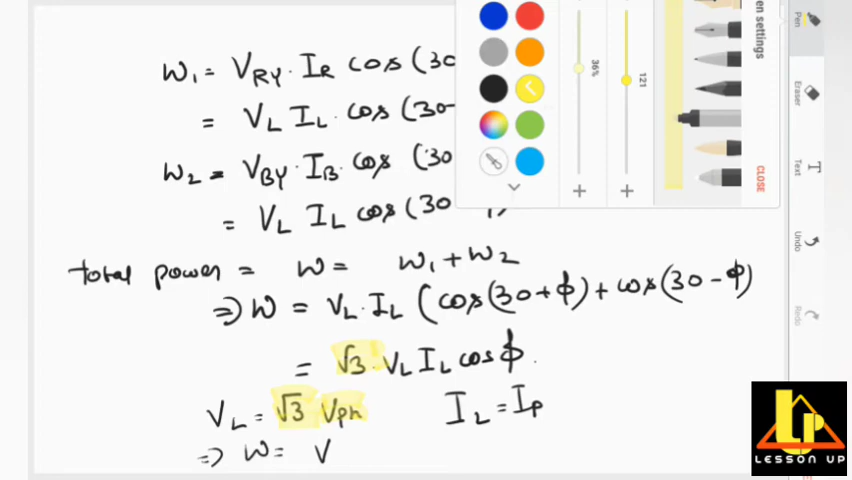 W₁ = V_RY · I_R cos(30
= V_L I_L · cos(30-
W₂ = V_BY · I_B · cos (30
= V_L I_L cos(30
total power = W = W₁ + W₂
⇒ W = V_L · I_L (cos(30+φ) + cos(30-φ)
= √3 · V_L I_L cos φ .
V_L = √3 V_ph I_L = I_P
⇒ W = V
en settings
36%
121
CLOSE
Pen
Eraser
Text
Undo
Redo
LESSON UP